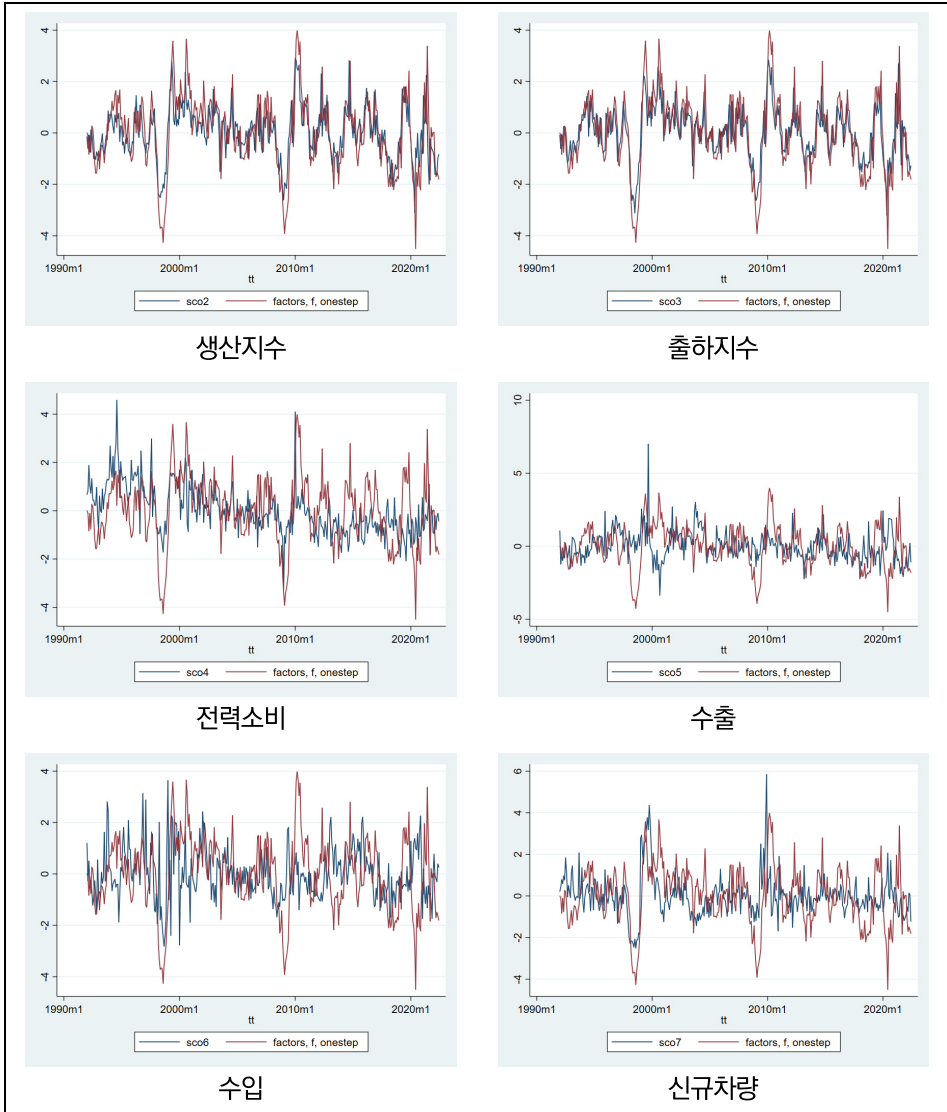 4
2
0
-2
-4
1990m1 2000m1 2010m1 2020m1
tt
sco2 factors, f, onestep
생산지수
4
2
0
-2
-4
1990m1 2000m1 2010m1 2020m1
tt
sco3 factors, f, onestep
출하지수
4
2
0
-2
-4
1990m1 2000m1 2010m1 2020m1
tt
sco4 factors, f, onestep
전력소비
10
5
0
-5
1990m1 2000m1 2010m1 2020m1
tt
sco5 factors, f, onestep
수출
4
2
0
-2
-4
1990m1 2000m1 2010m1 2020m1
tt
sco6 factors, f, onestep
수입
6
4
2
0
-2
-4
1990m1 2000m1 2010m1 2020m1
tt
sco7 factors, f, onestep
신규차량